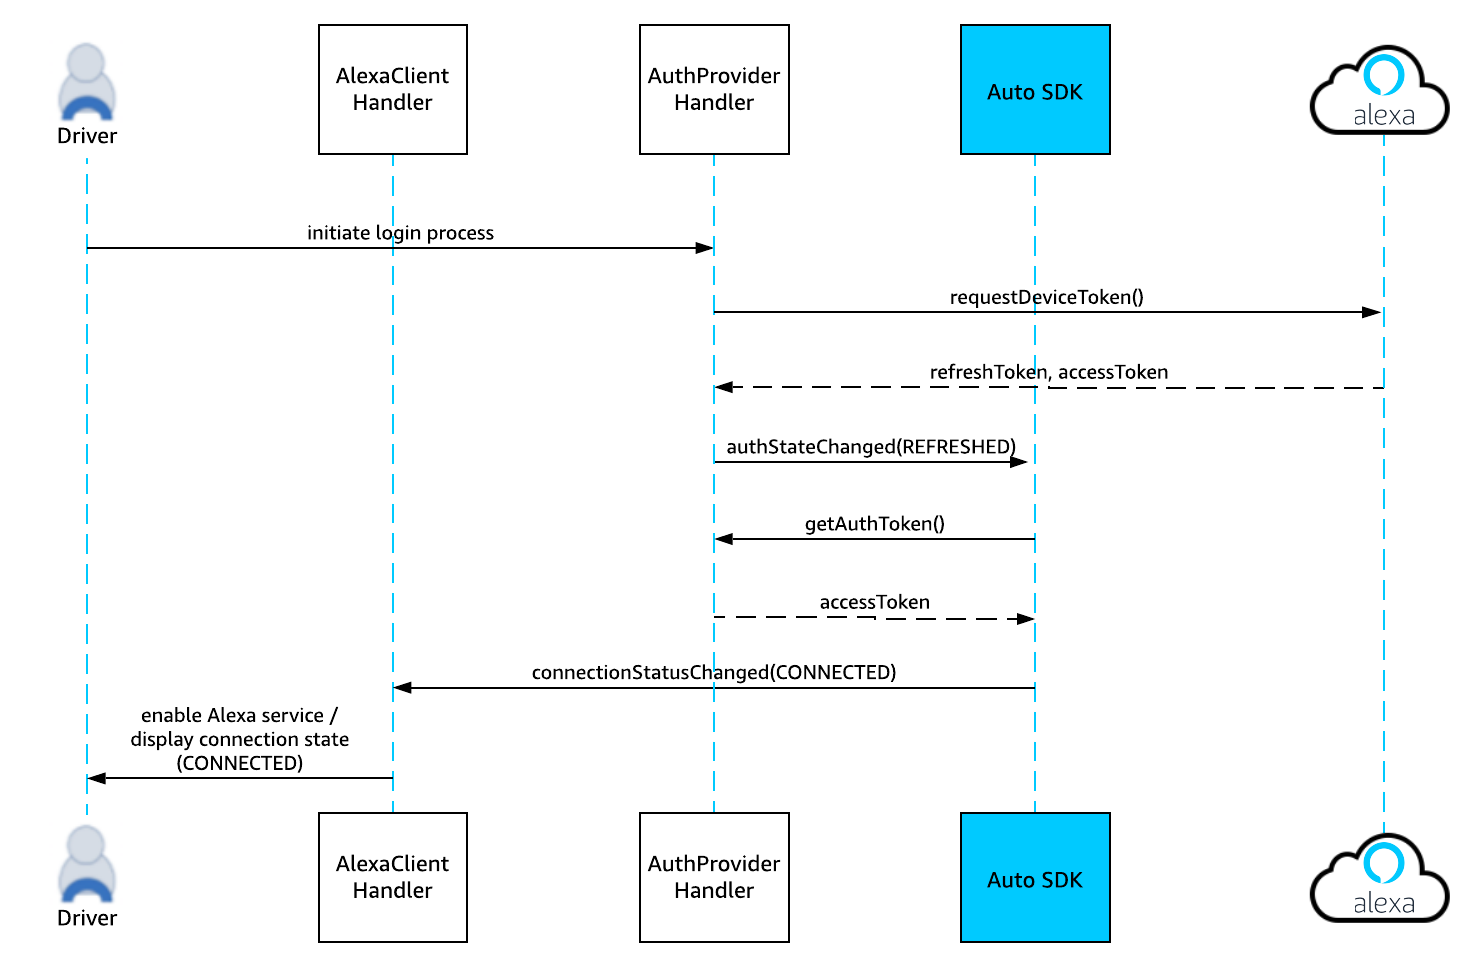 Driver
AlexaClient
Handler
AuthProvider
Handler
Auto SDK
alexa
initiate login process
requestDeviceToken()
refreshToken, accessToken
authStateChanged(REFRESHED)
getAuthToken()
accessToken
connectionStatusChanged(CONNECTED)
enable Alexa service /
display connection state
(CONNECTED)
Driver
AlexaClient
Handler
AuthProvider
Handler
Auto SDK
alexa